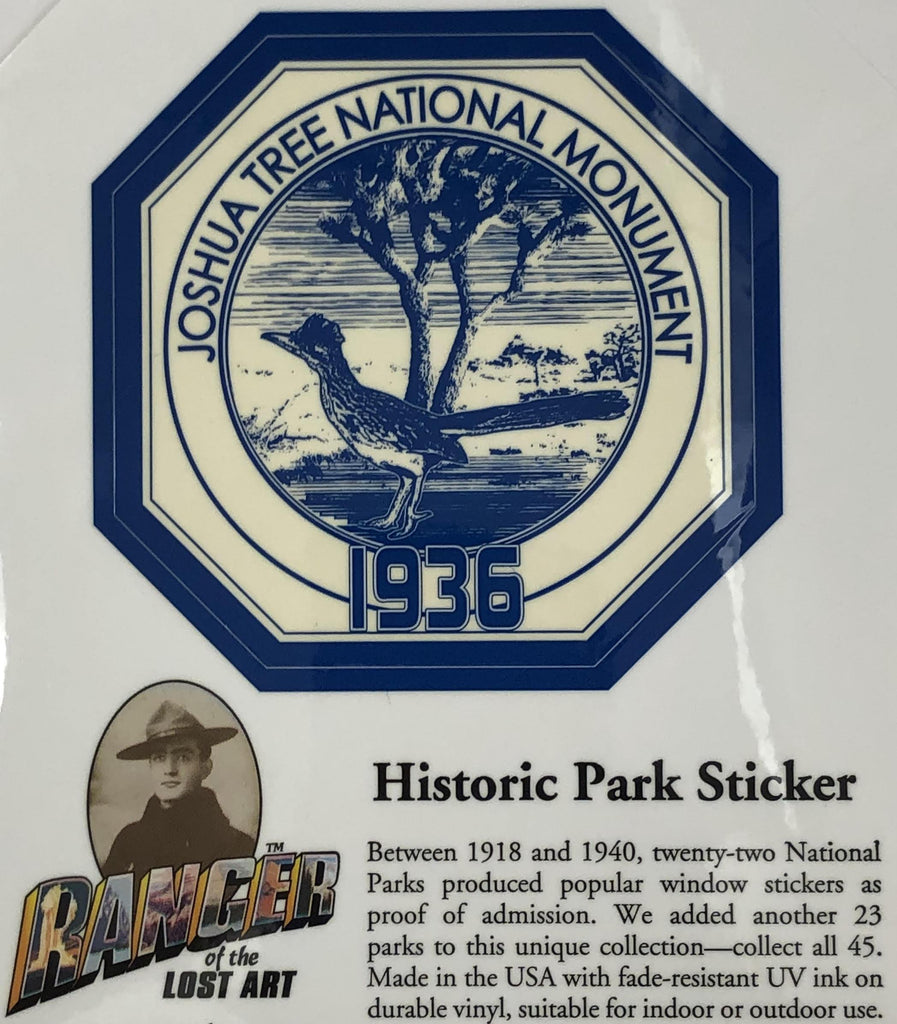 JOSHUA TREE NATIONAL MONUMENT
1936
RANGER™
of the
LOST ART
Historic Park Sticker
Between 1918 and 1940, twenty-two National
Parks produced popular window stickers as
proof of admission. We added another 23
parks to this unique collection—collect all 45.
Made in the USA with fade-resistant UV ink on
durable vinyl, suitable for indoor or outdoor use.